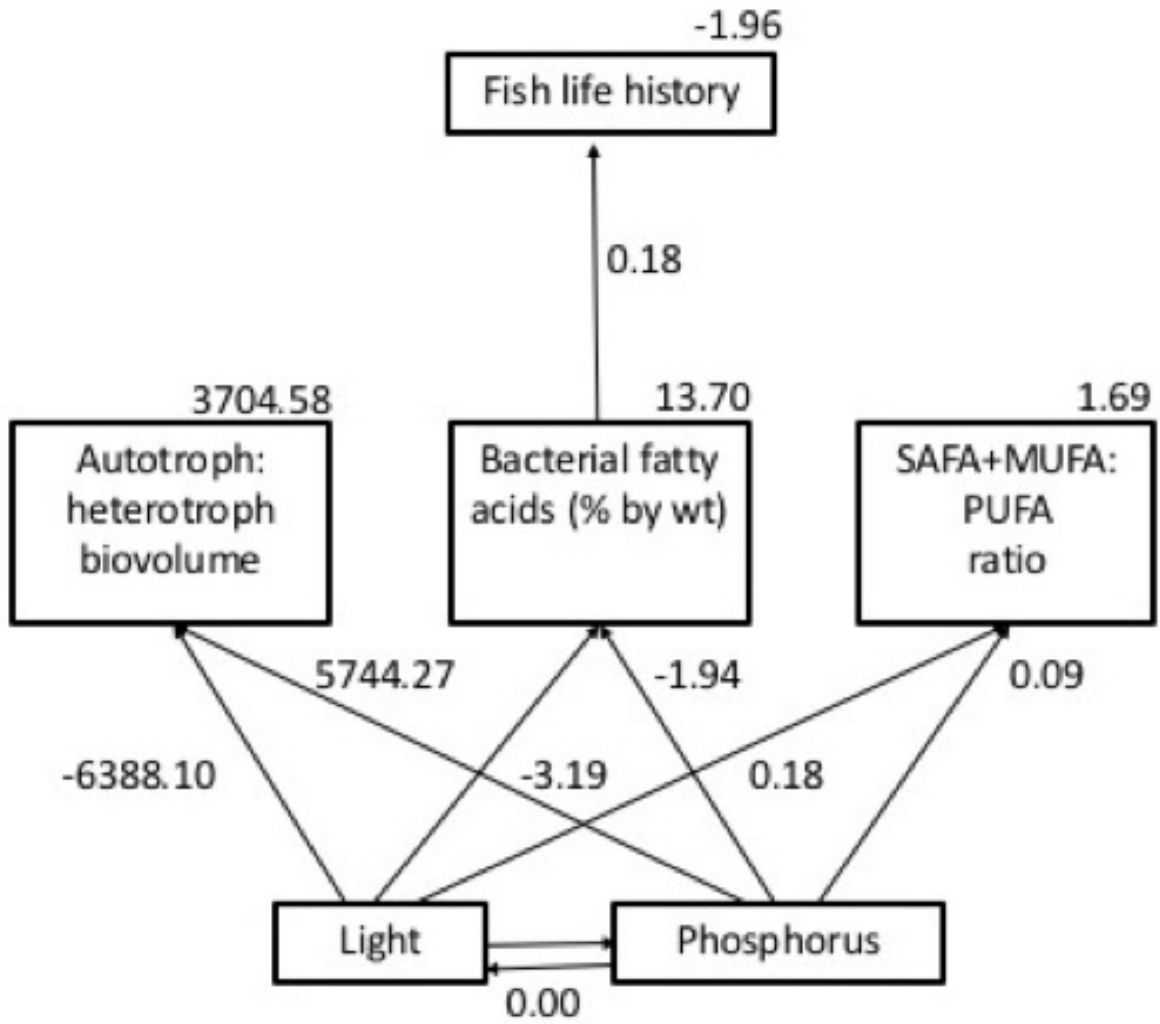 -1.96
Fish life history
0.18
3704.58
13.70
1.69
Autotroph:
heterotroph
biovolume
Bacterial fatty
acids (% by wt)
SAFA+MUFA:
PUFA
ratio
5744.27
-1.94
0.09
-6388.10
-3.19
0.18
Light
Phosphorus
0.00